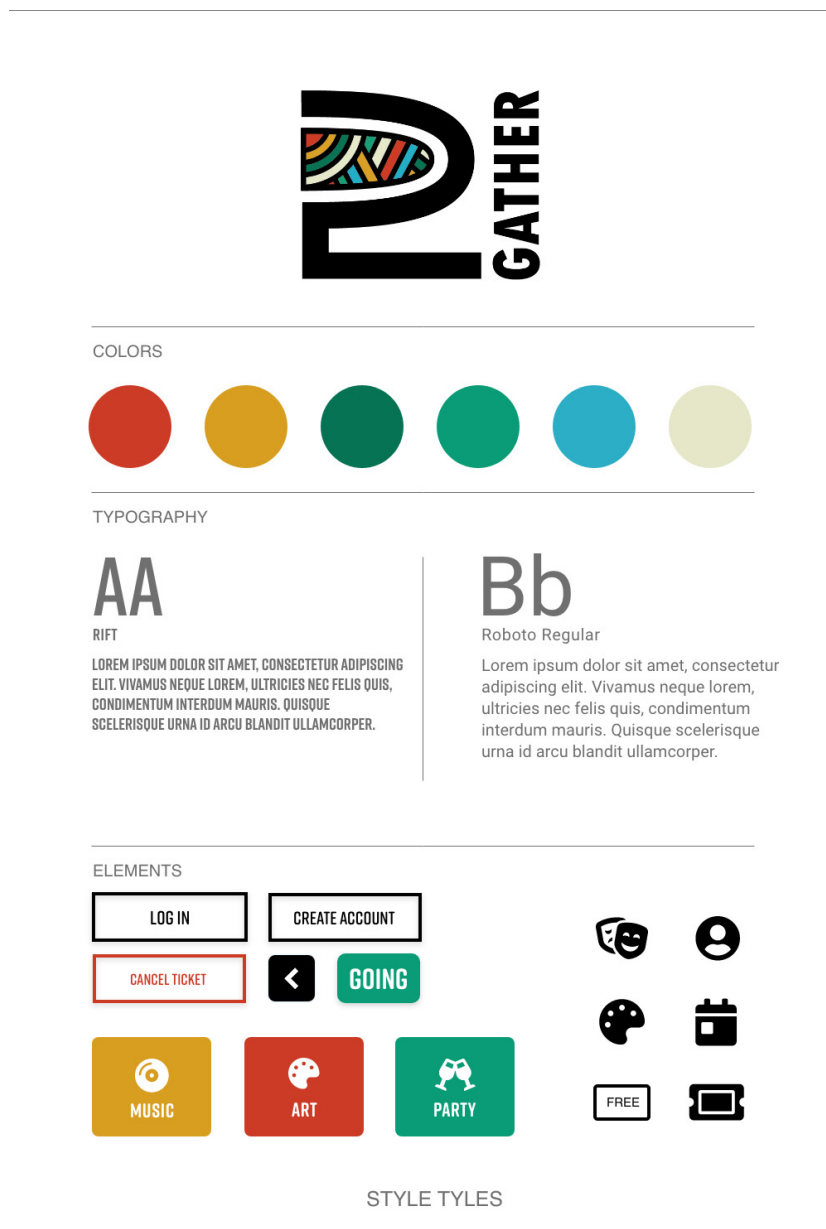 2
GATHER
COLORS
TYPOGRAPHY
AA
RIFT
LOREM IPSUM DOLOR SIT AMET, CONSECTETUR ADIPISCING
ELIT. VIVAMUS NEQUE LOREM, ULTRICIES NEC FELIS QUIS,
CONDIMENTUM INTERDUM MAURIS. QUISQUE
SCELERISQUE URNA ID ARCU BLANDIT ULLAMCORPER.
Bb
Roboto Regular
Lorem ipsum dolor sit amet, consectetur
adipiscing elit. Vivamus neque lorem,
ultricies nec felis quis, condimentum
interdum mauris. Quisque scelerisque
urna id arcu blandit ullamcorper.
ELEMENTS
LOG IN
CREATE ACCOUNT
CANCEL TICKET
GOING
MUSIC
ART
PARTY
FREE
STYLE TYLES